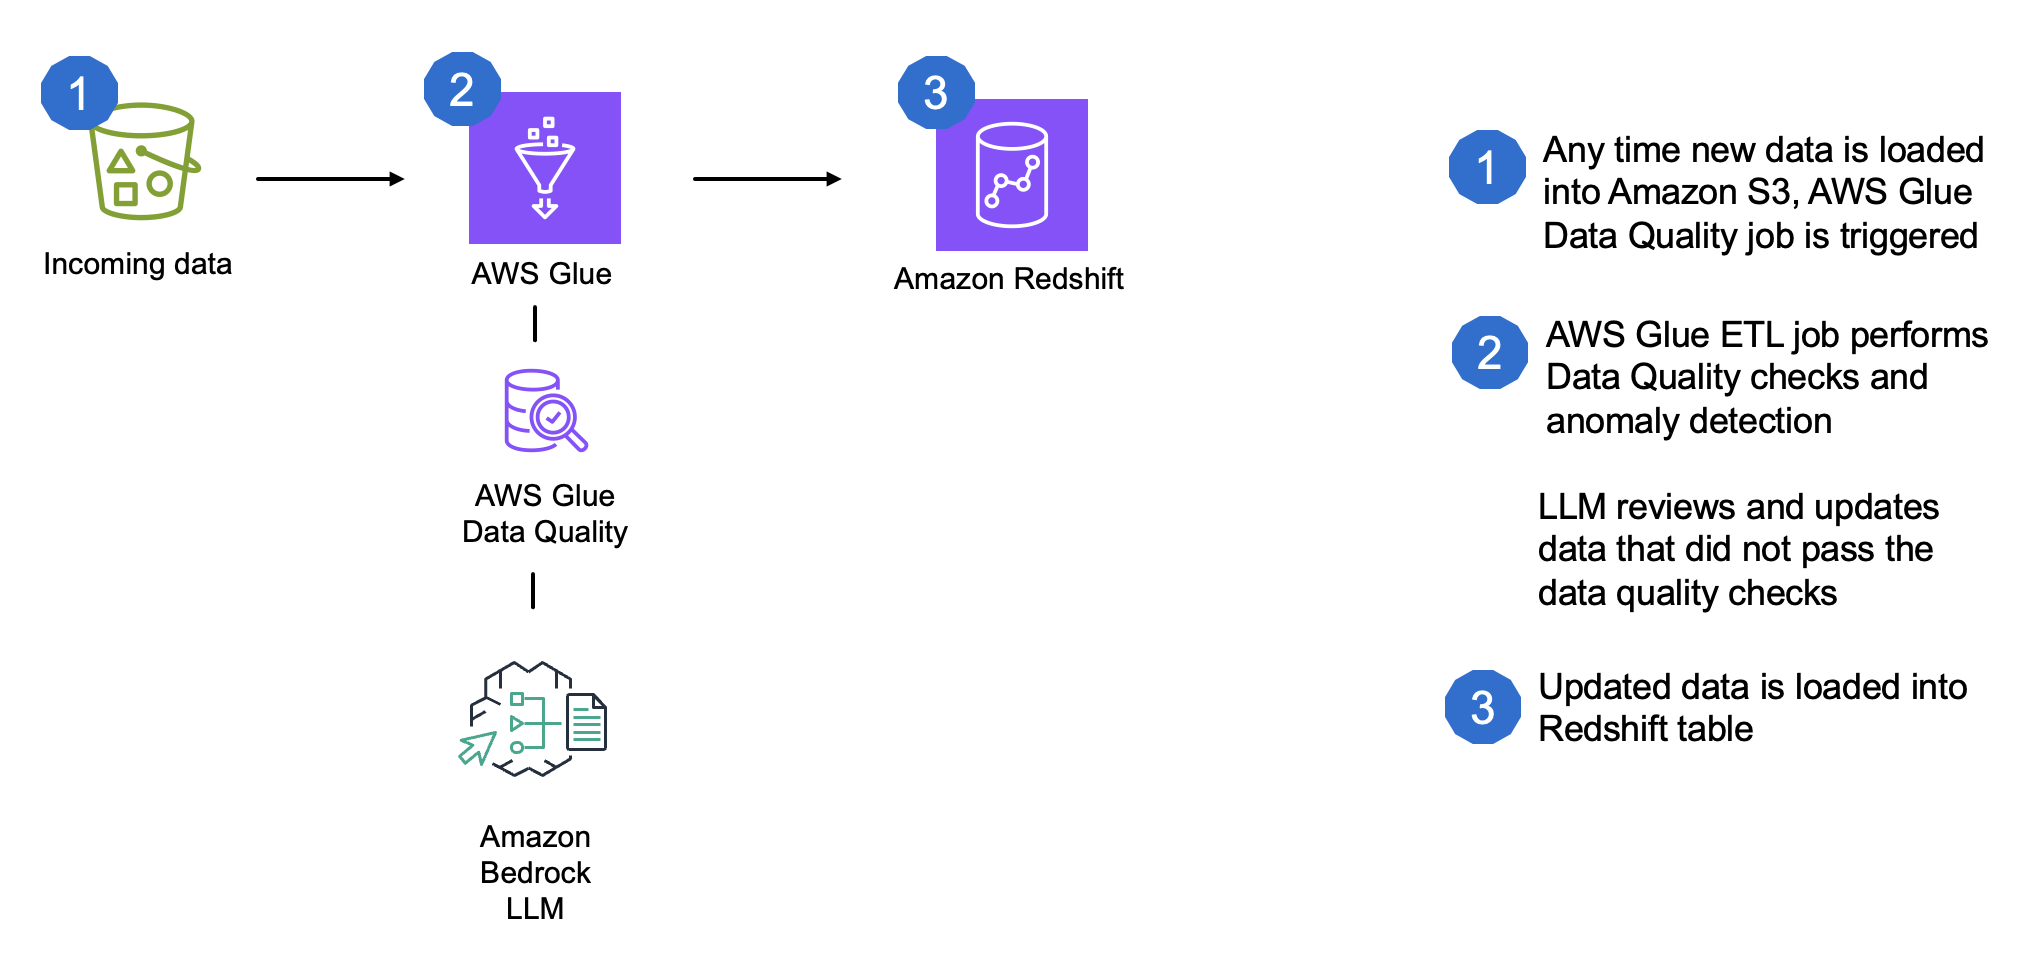 1
Incoming data
2
AWS Glue
AWS Glue
Data Quality
Amazon
Bedrock
LLM
3
Amazon Redshift
1
Any time new data is loaded
into Amazon S3, AWS Glue
Data Quality job is triggered
2
AWS Glue ETL job performs
Data Quality checks and
anomaly detection
LLM reviews and updates
data that did not pass the
data quality checks
3
Updated data is loaded into
Redshift table